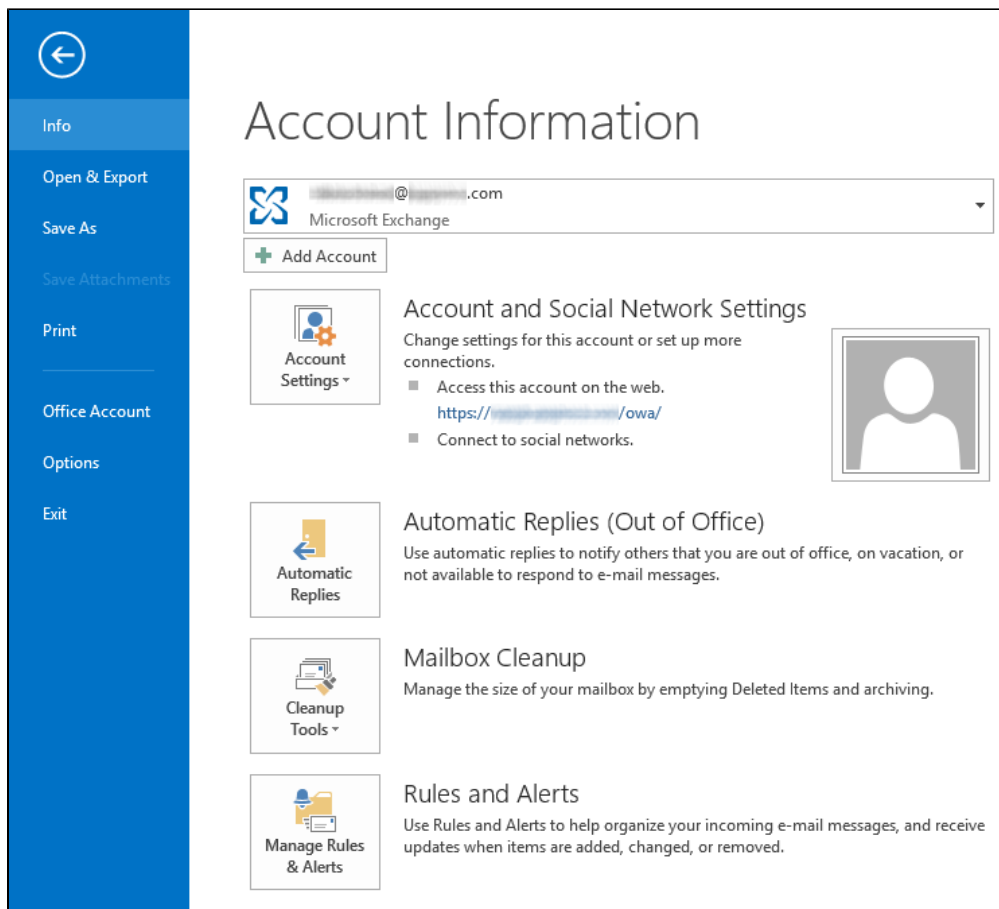 Info
Open & Export
Save As
Save Attachments
Print
Office Account
Options
Exit
Account Information
@ .com
Microsoft Exchange
Add Account
Account
Settings
Account and Social Network Settings
Change settings for this account or set up more
connections.
Access this account on the web.
https:// /owa/
Connect to social networks.
Automatic
Replies
Automatic Replies (Out of Office)
Use automatic replies to notify others that you are out of office, on vacation, or
not available to respond to e-mail messages.
Cleanup
Tools
Mailbox Cleanup
Manage the size of your mailbox by emptying Deleted Items and archiving.
Manage Rules
& Alerts
Rules and Alerts
Use Rules and Alerts to help organize your incoming e-mail messages, and receive
updates when items are added, changed, or removed.